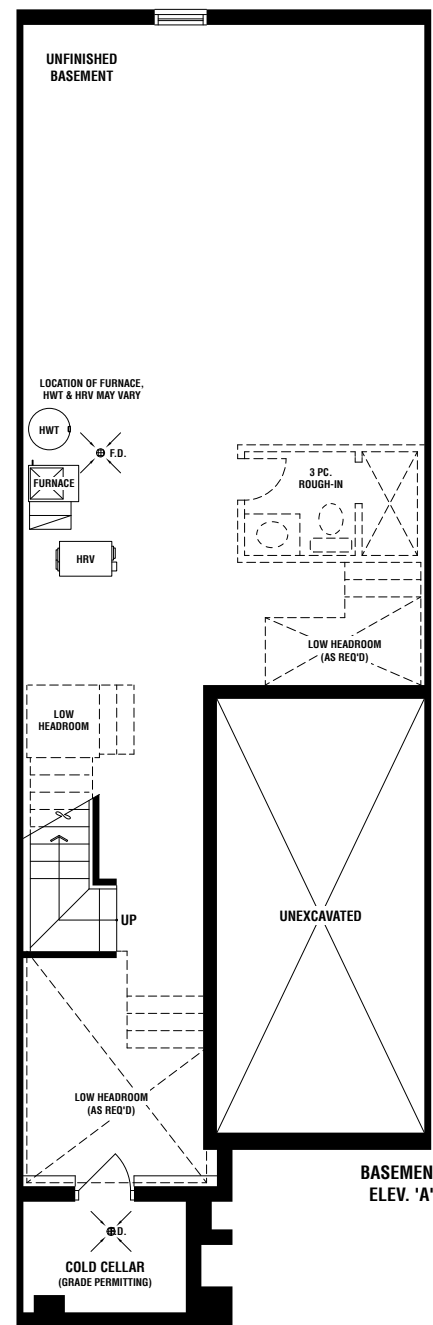 UNFINISHED
BASEMENT
LOCATION OF FURNACE,
HWT & HRV MAY VARY
HWT
F.D.
FURNACE
3 PC.
ROUGH-IN
HRV
LOW HEADROOM
(AS REQ'D)
LOW
HEADROOM
UP
UNEXCAVATED
LOW HEADROOM
(AS REQ'D)
BASEMEN
ELEV. 'A'
F.D.
COLD CELLAR
(GRADE PERMITTING)